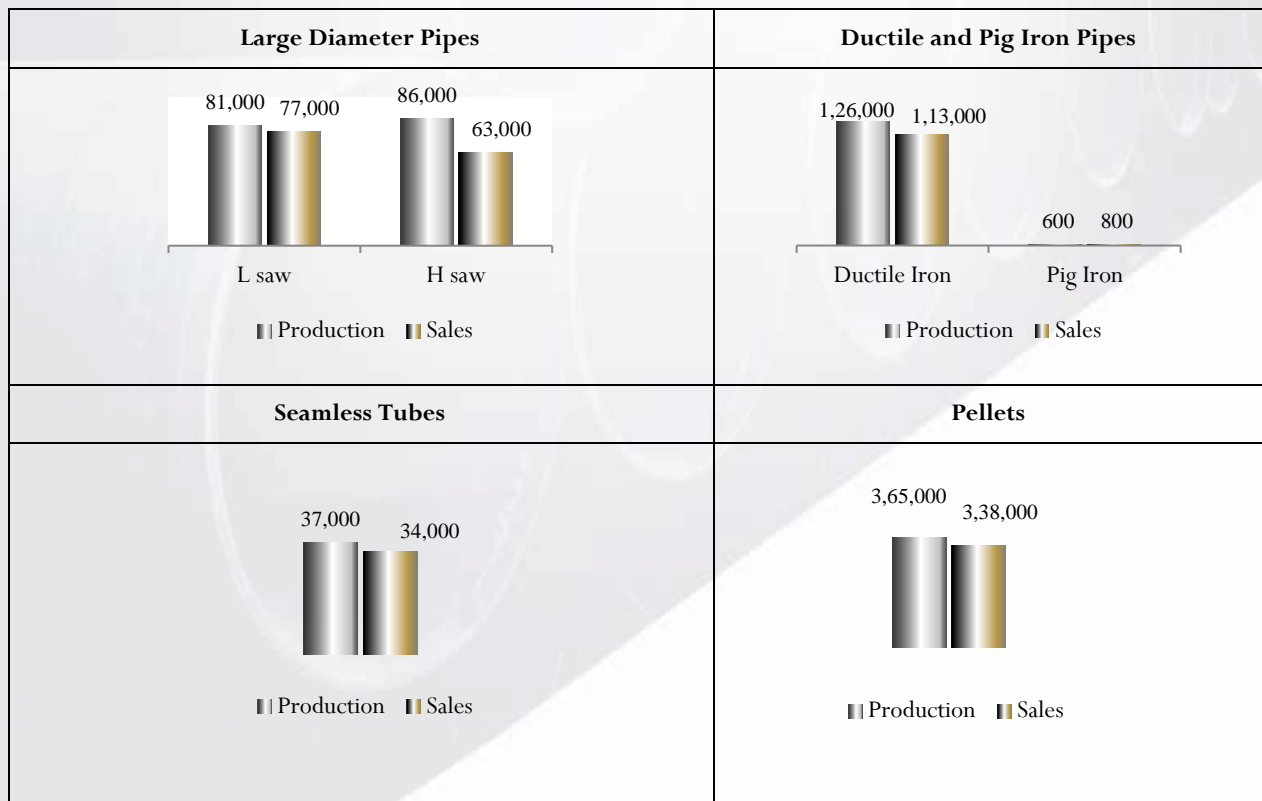 Large Diameter Pipes
81,000 77,000 86,000 63,000
L saw H saw
Production Sales
Ductile and Pig Iron Pipes
1,26,000 1,13,000 600 800
Ductile Iron Pig Iron
Production Sales
Seamless Tubes
37,000 34,000
Production Sales
Pellets
3,65,000 3,38,000
Production Sales